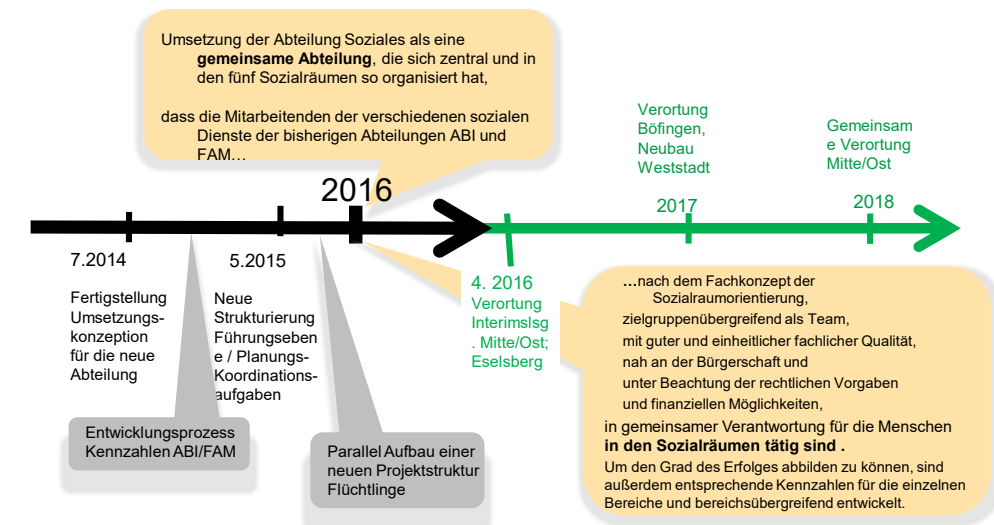 Umsetzung der Abteilung Soziales als eine
gemeinsame Abteilung, die sich zentral und in
den fünf Sozialräumen so organisiert hat,
dass die Mitarbeitenden der verschiedenen sozialen
Dienste der bisherigen Abteilungen ABI und
FAM…
2016
Verortung
Böfingen,
Neubau
Weststadt
2017
Gemeinsam
e Verortung
Mitte/Ost
2018
7.2014
Fertigstellung
Umsetzungs-
konzeption
für die neue
Abteilung
5.2015
Neue
Strukturierung
Führungseben
e / Planungs-
Koordinations-
aufgaben
4. 2016
Verortung
Interimslsg
. Mitte/Ost;
Eselsberg
Entwicklungsprozess
Kennzahlen ABI/FAM
Parallel Aufbau einer
neuen Projektstruktur
Flüchtlinge
…nach dem Fachkonzept der
Sozialraumorientierung,
zielgruppenübergreifend als Team,
mit guter und einheitlicher fachlicher Qualität,
nah an der Bürgerschaft und
unter Beachtung der rechtlichen Vorgaben
und finanziellen Möglichkeiten,
in gemeinsamer Verantwortung für die Menschen
in den Sozialräumen tätig sind .
Um den Grad des Erfolges abbilden zu können, sind
außerdem entsprechende Kennzahlen für die einzelnen
Bereiche und bereichsübergreifend entwickelt.